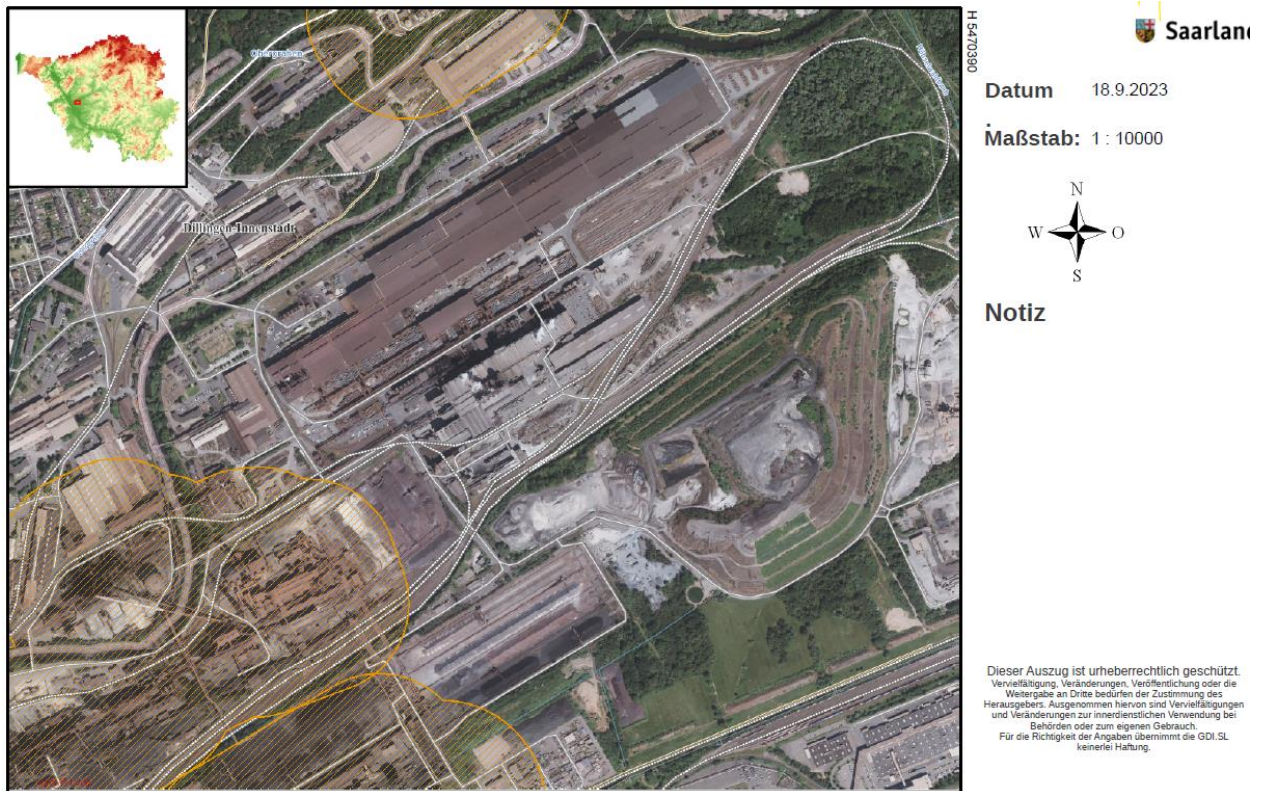 Obergraben
Dillingen-Innenstadt
H 5470390
Saarlan
Datum 18.9.2023
:
Maßstab: 1 : 10000
N
W O
S
Notiz
Dieser Auszug ist urheberrechtlich geschützt.
Vervielfältigung, Veränderungen, Veröffentlichung oder die
Weitergabe an Dritte bedürfen der Zustimmung des
Herausgebers. Ausgenommen hiervon sind Vervielfältigungen
und Veränderungen zur innerdienstlichen Verwendung bei
Behörden oder zum eigenen Gebrauch.
Für die Richtigkeit der Angaben übernimmt die GDI.SL
keinerlei Haftung.